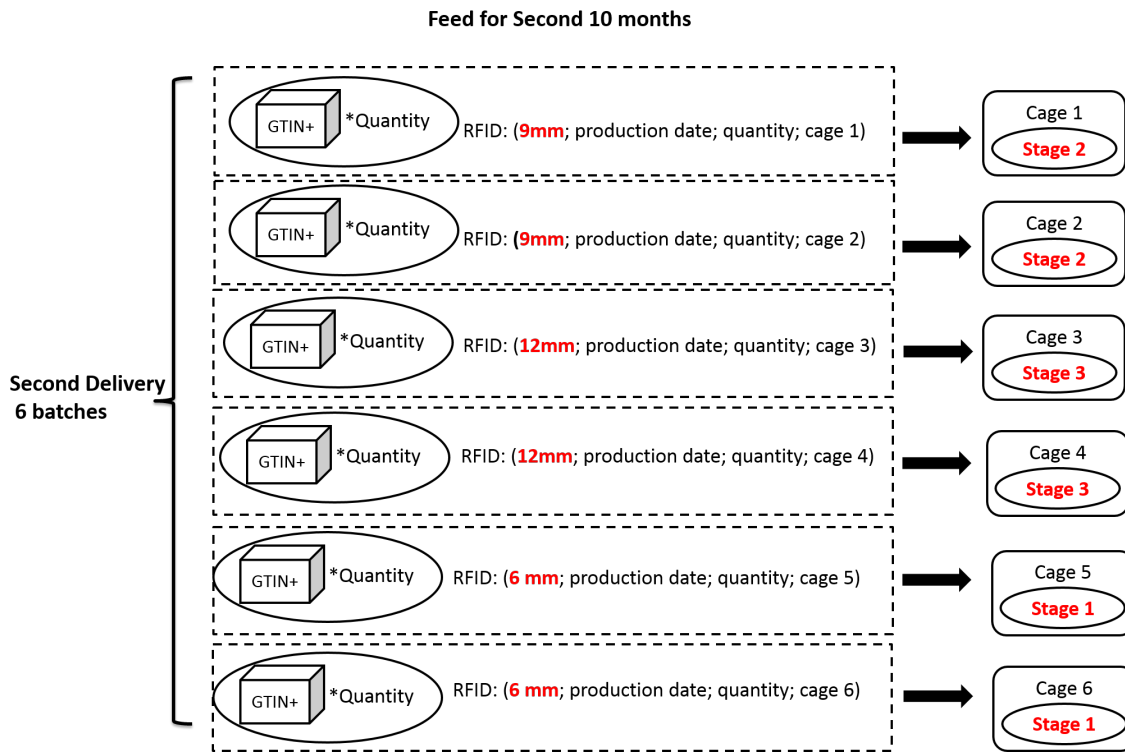 Feed for Second 10 months
Second Delivery
6 batches
GTIN+ *Quantity RFID: (9mm; production date; quantity; cage 1)
Cage 1
Stage 2
GTIN+ *Quantity RFID: (9mm; production date; quantity; cage 2)
Cage 2
Stage 2
GTIN+ *Quantity RFID: (12mm; production date; quantity; cage 3)
Cage 3
Stage 3
GTIN+ *Quantity RFID: (12mm; production date; quantity; cage 4)
Cage 4
Stage 3
GTIN+ *Quantity RFID: (6 mm; production date; quantity; cage 5)
Cage 5
Stage 1
GTIN+ *Quantity RFID: (6 mm; production date; quantity; cage 6)
Cage 6
Stage 1